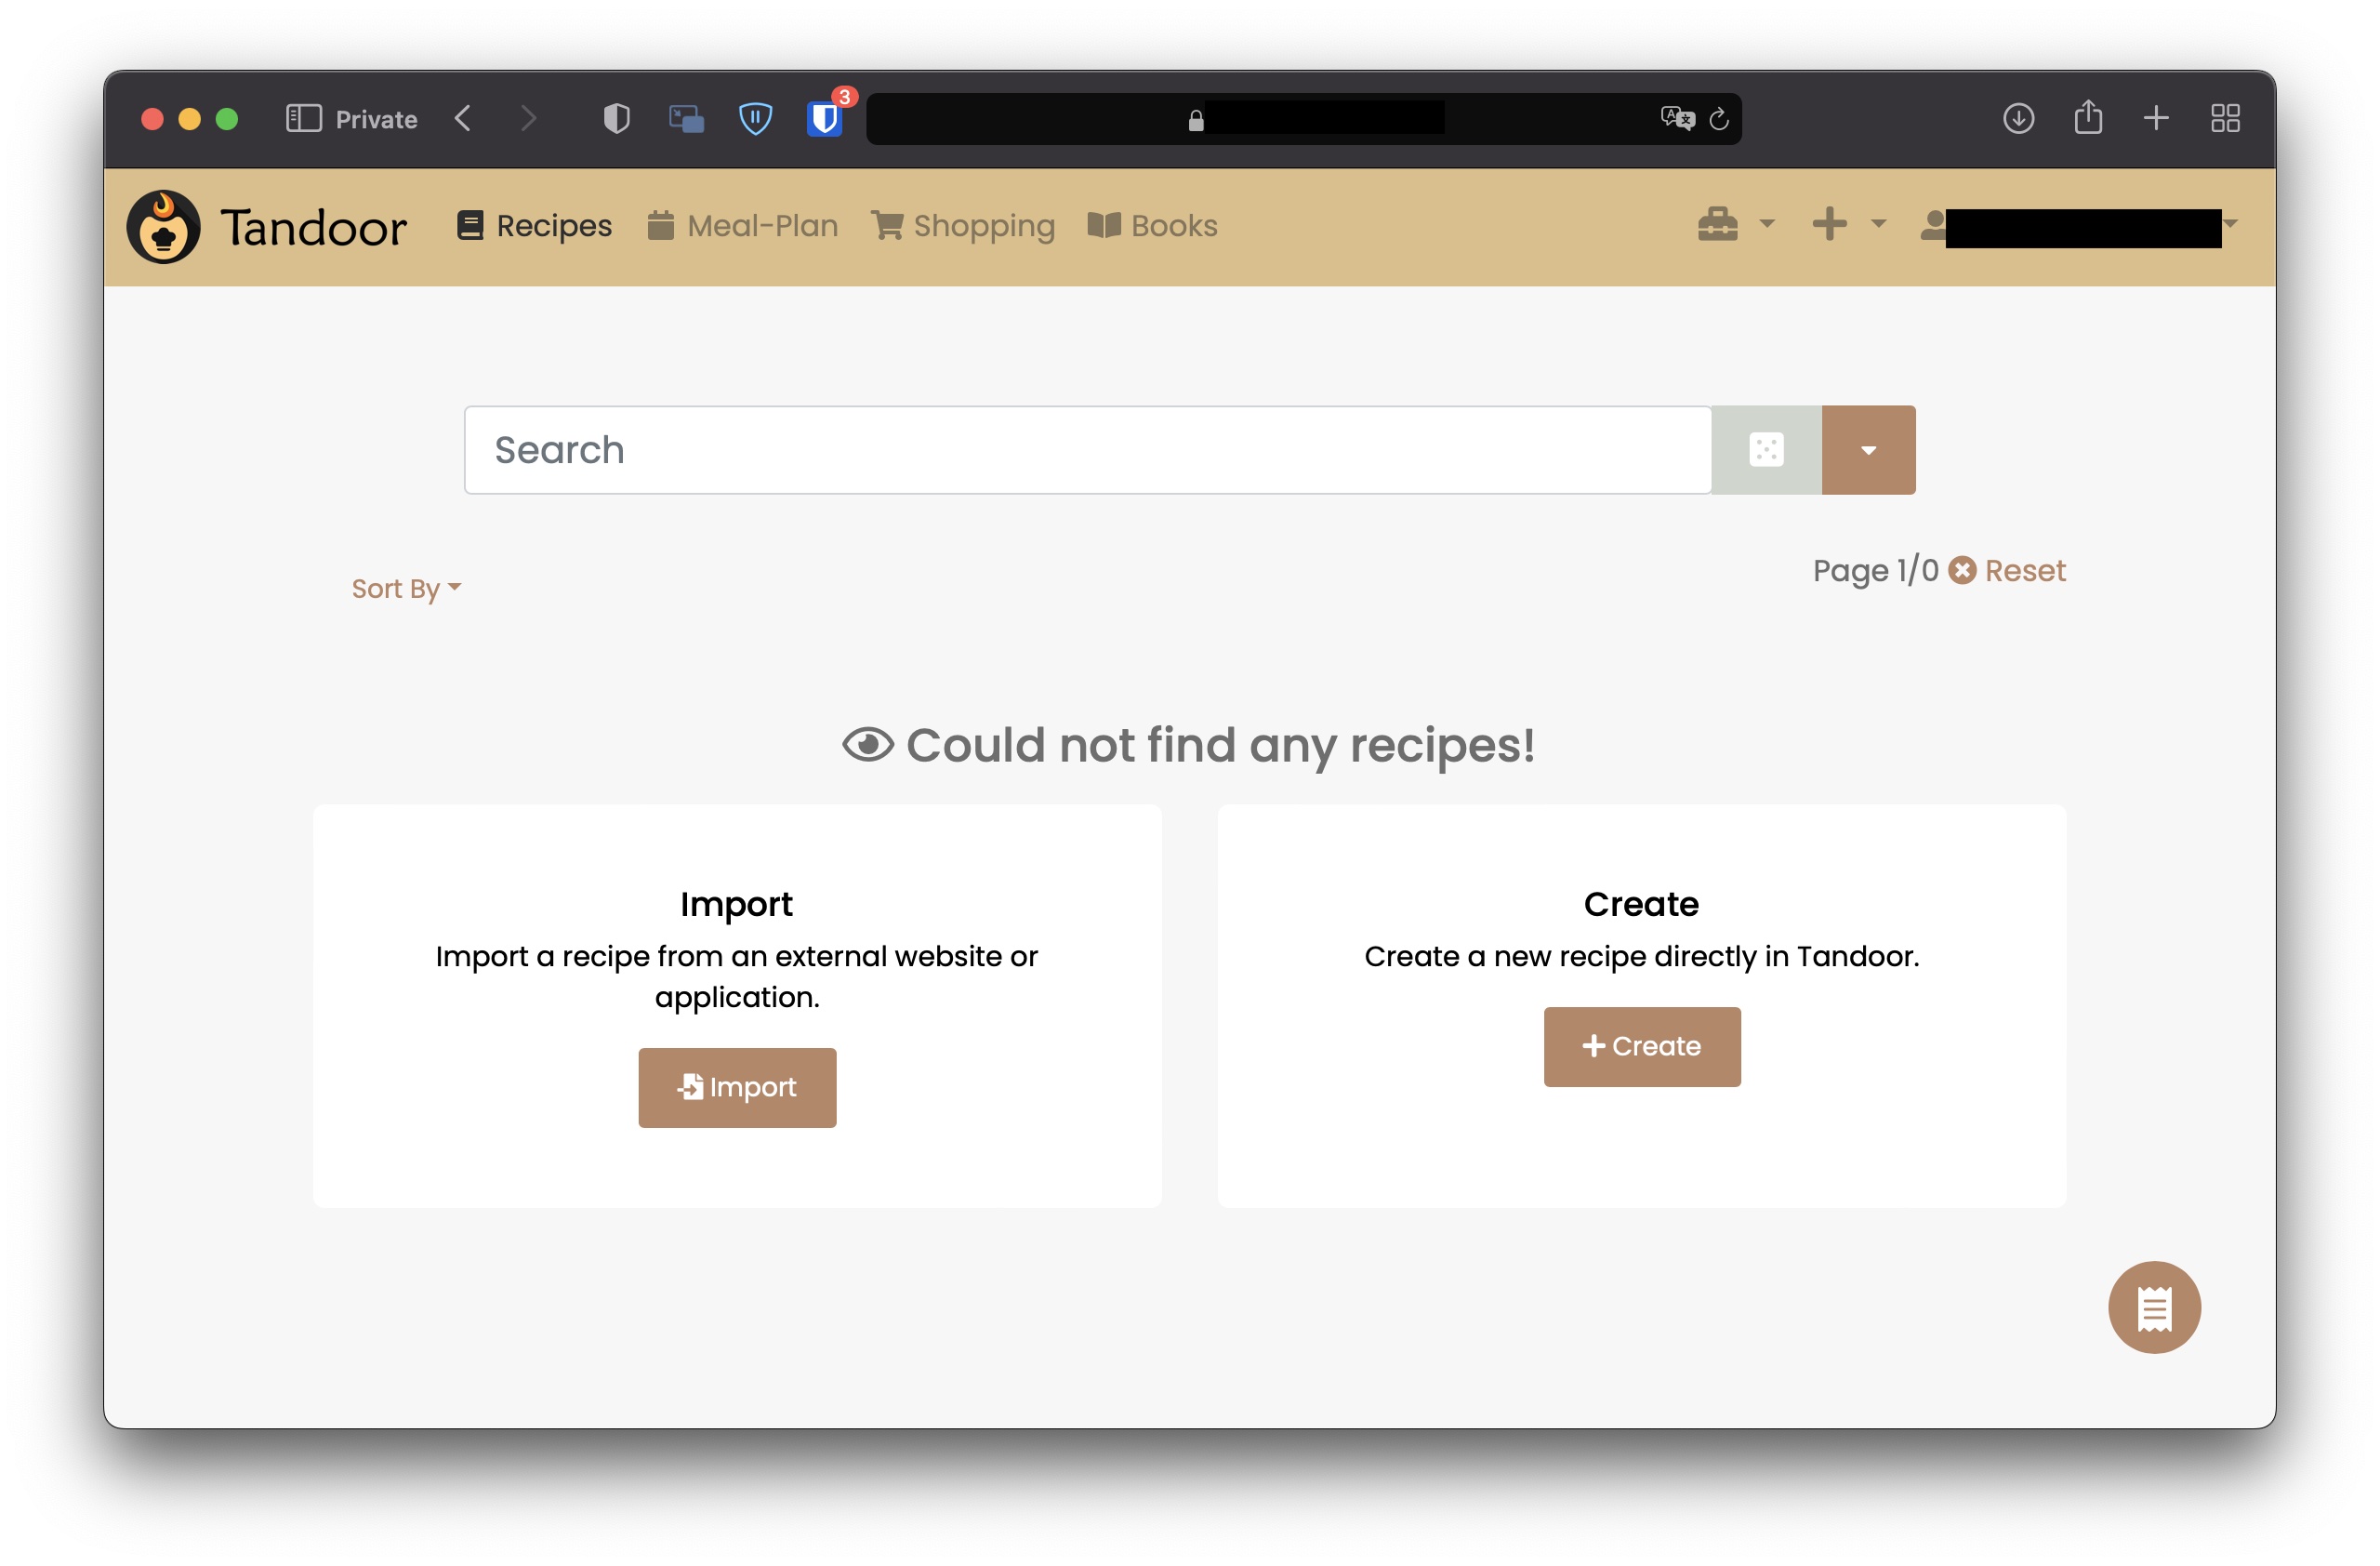 Private
3
Tandoor
Recipes
Meal-Plan
Shopping
Books
Search
Sort By
Page 1/0 Reset
Could not find any recipes!
Import
Import a recipe from an external website or
application.
Import
Create
Create a new recipe directly in Tandoor.
Create